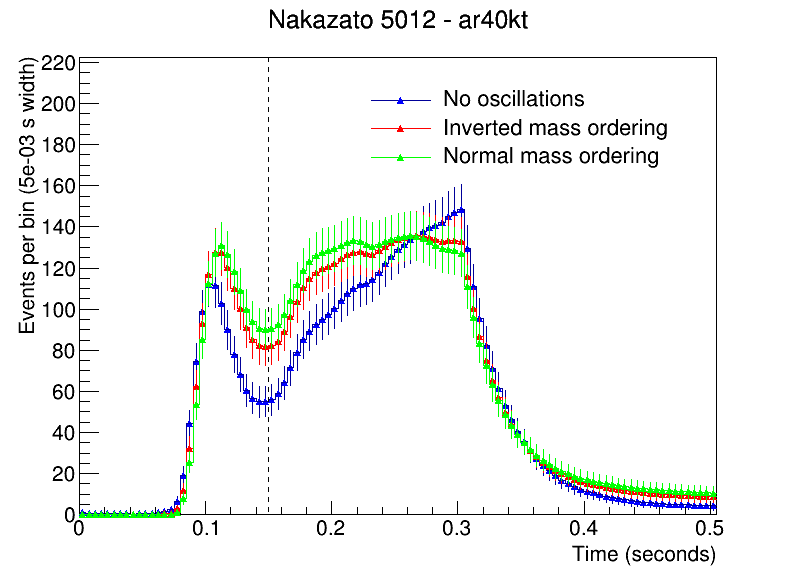 Nakazato 5012 - ar40kt
Events per bin (5e-03 s width)
220
200
180
160
140
120
100
80
60
40
20
0
No oscillations
Inverted mass ordering
Normal mass ordering
0 0.1 0.2 0.3 0.4 0.5
Time (seconds)